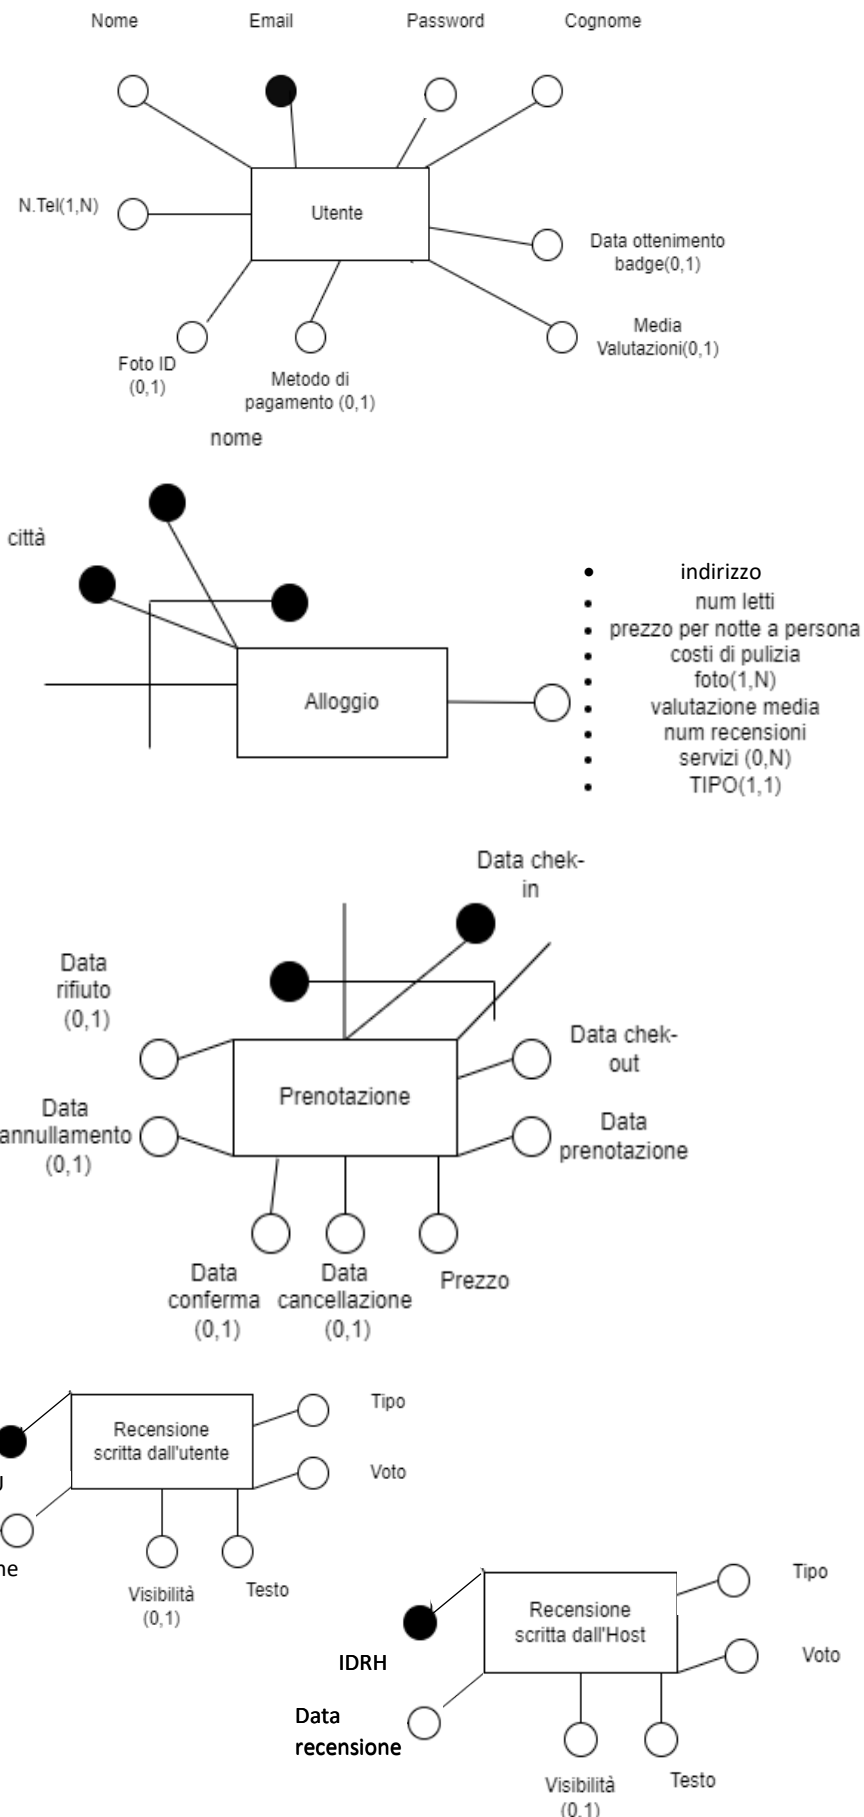 Nome Email Password Cognome
N.Tel(1,N)
Utente
Data ottenimento
badge(0,1)
Media
Valutazioni(0,1)
Foto ID
(0,1)
Metodo di
pagamento (0,1)
nome
città
Alloggio
• indirizzo
• num letti
• prezzo per notte a persona
• costi di pulizia
• foto(1,N)
• valutazione media
• num recensioni
• servizi (0,N)
• TIPO(1,1)
Data chek-
in
Data
rifiuto
(0,1)
Data chek-
out
Prenotazione
Data
annullamento
(0,1)
Data
prenotazione
Data
conferma
(0,1)
Data
cancellazione
(0,1)
Prezzo
Recensione
scritta dall'utente
Tipo
Voto
Visibilità
(0,1)
Testo
Recensione
scritta dall'Host
Tipo
Voto
IDRH
Data
recensione
Visibilità
(0,1)
Testo